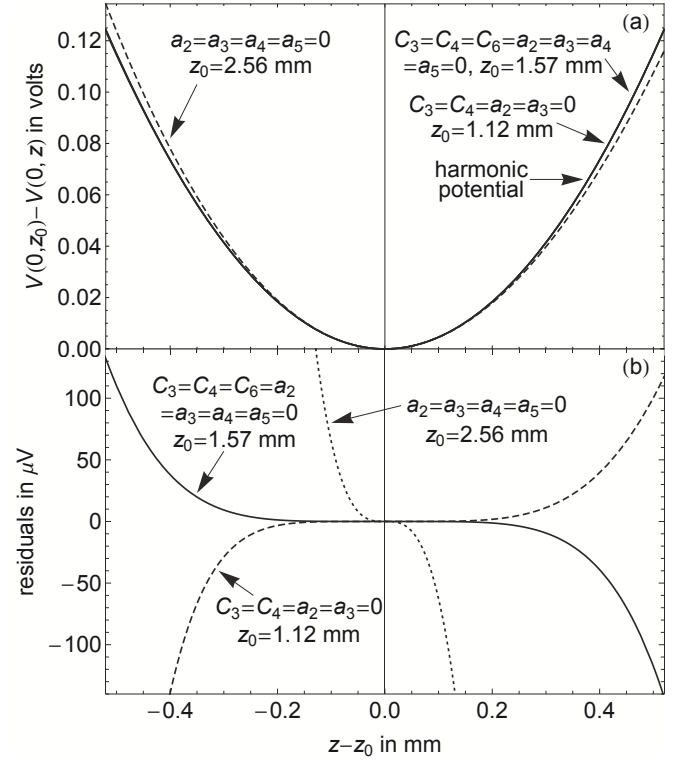 (a)
a₂=a₃=a₄=a₅=0
z₀=2.56 mm
C₃=C₄=C₆=a₂=a₃=a₄
=a₅=0, z₀=1.57 mm
C₃=C₄=a₂=a₃=0
z₀=1.12 mm
harmonic
potential
V(0,z₀)−V(0, z) in volts
0.12
0.10
0.08
0.06
0.04
0.02
0.00
(b)
C₃=C₄=C₆=a₂
=a₃=a₄=a₅=0
z₀=1.57 mm
a₂=a₃=a₄=a₅=0
z₀=2.56 mm
C₃=C₄=a₂=a₃=0
z₀=1.12 mm
residuals in μV
100
50
0
−50
−100
−0.4 −0.2 0.0 0.2 0.4
z−z₀ in mm